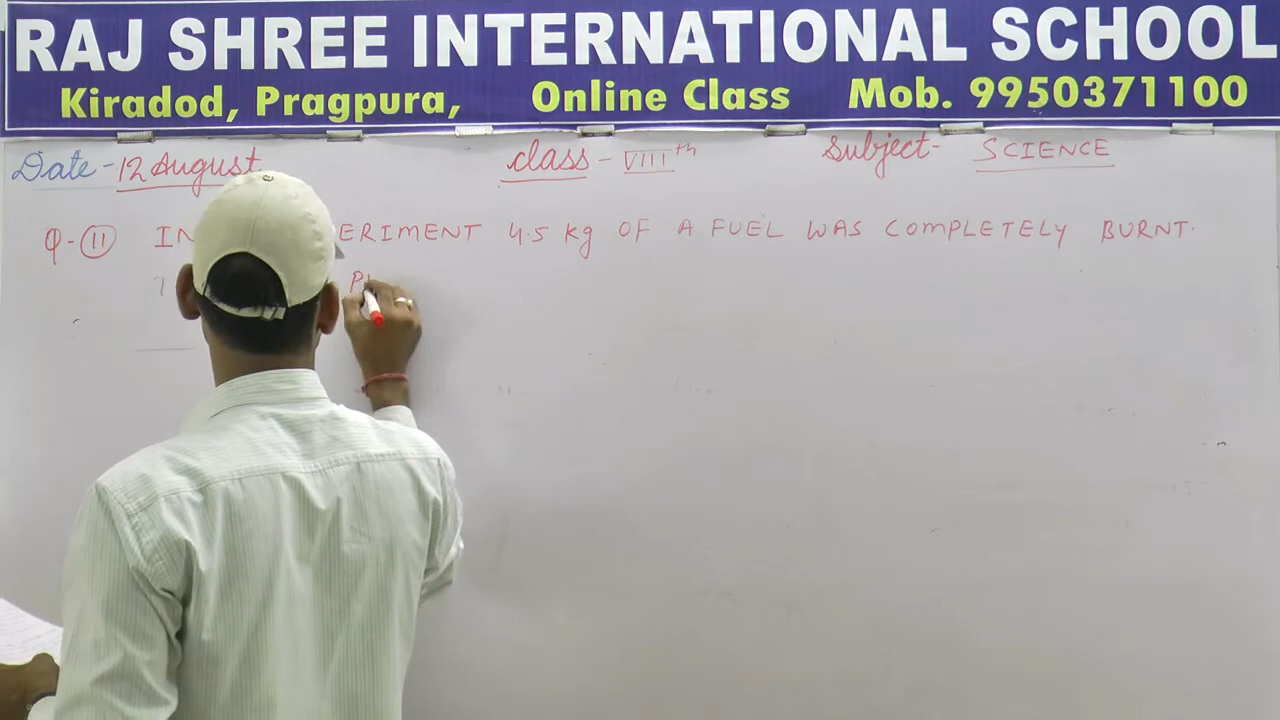 RAJ SHREE INTERNATIONAL SCHOOL
Kiradod, Pragpura, Online Class Mob. 9950371100
Date - 12 August Class - VIII th Subject - SCIENCE
Q - 11 IN ERIMENT 4.5 kg OF A FUEL WAS COMPLETELY BURNT.